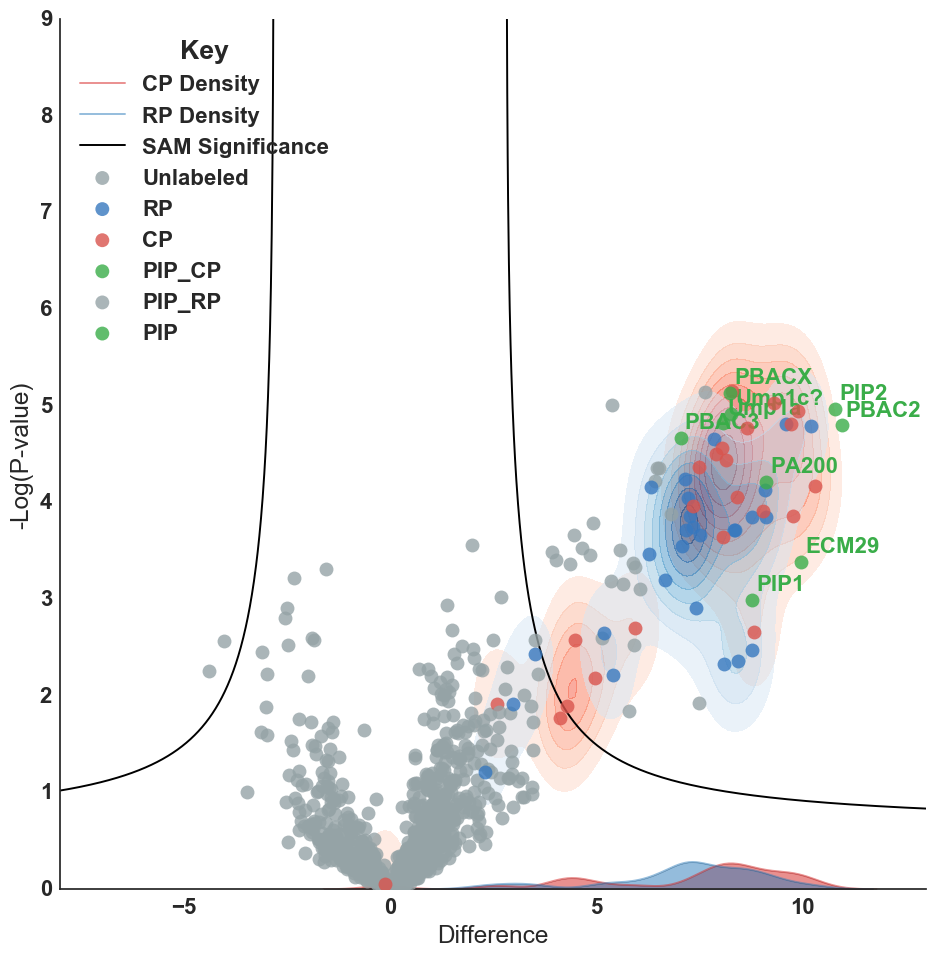 9
Key
CP Density
RP Density
SAM Significance
Unlabeled
RP
CP
PIP_CP
PIP_RP
PIP
8
7
6
5
4
3
2
1
0
-Log(P-value)
PBACX
Ump1c?
PIP2
PBAC2
PBAC3
PA200
ECM29
PIP1
−5
0
5
10
Difference